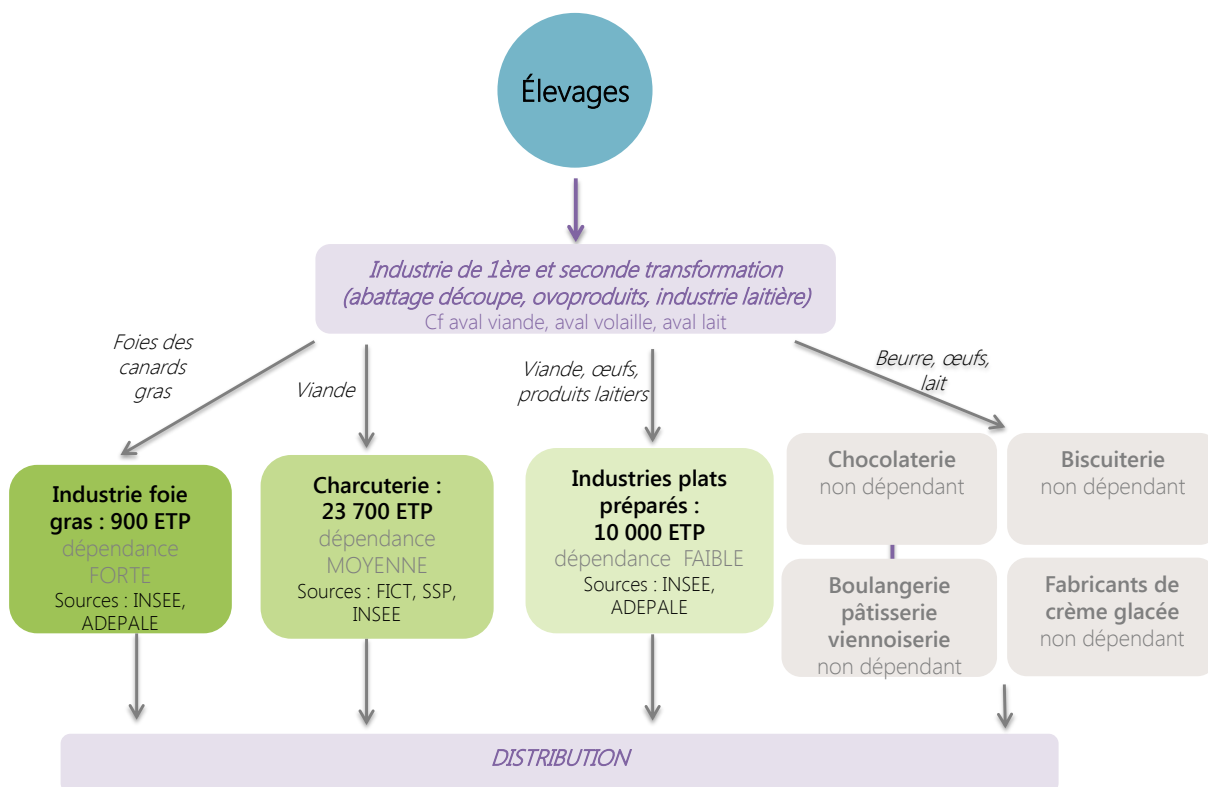 Élevages
Industrie de 1ère et seconde transformation
(abattage découpe, ovoproduits, industrie laitière)
Cf aval viande, aval volaille, aval lait
Foies des
canards
gras
Viande
Viande, œufs,
produits laitiers
Beurre, œufs,
lait
Industrie foie
gras : 900 ETP
dépendance
FORTE
Sources : INSEE,
ADEPALE
Charcuterie :
23 700 ETP
dépendance
MOYENNE
Sources : FICT, SSP,
INSEE
Industries plats
préparés :
10 000 ETP
dépendance FAIBLE
Sources : INSEE,
ADEPALE
Chocolaterie
non dépendant
Biscuiterie
non dépendant
Boulangerie
pâtisserie
viennoiserie
non dépendant
Fabricants de
crème glacée
non dépendant
DISTRIBUTION